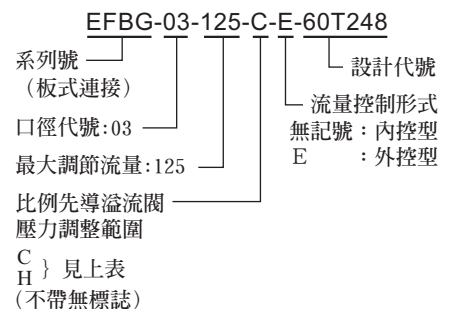 EFBG-03-125-C-E-60T248
系列號
（板式連接）
口徑代號:03
最大調節流量:125
比例先導溢流閥
壓力調整範圍
C
H } 見上表
(不帶無標誌)
設計代號
流量控制形式
無記號：內控型
E ：外控型